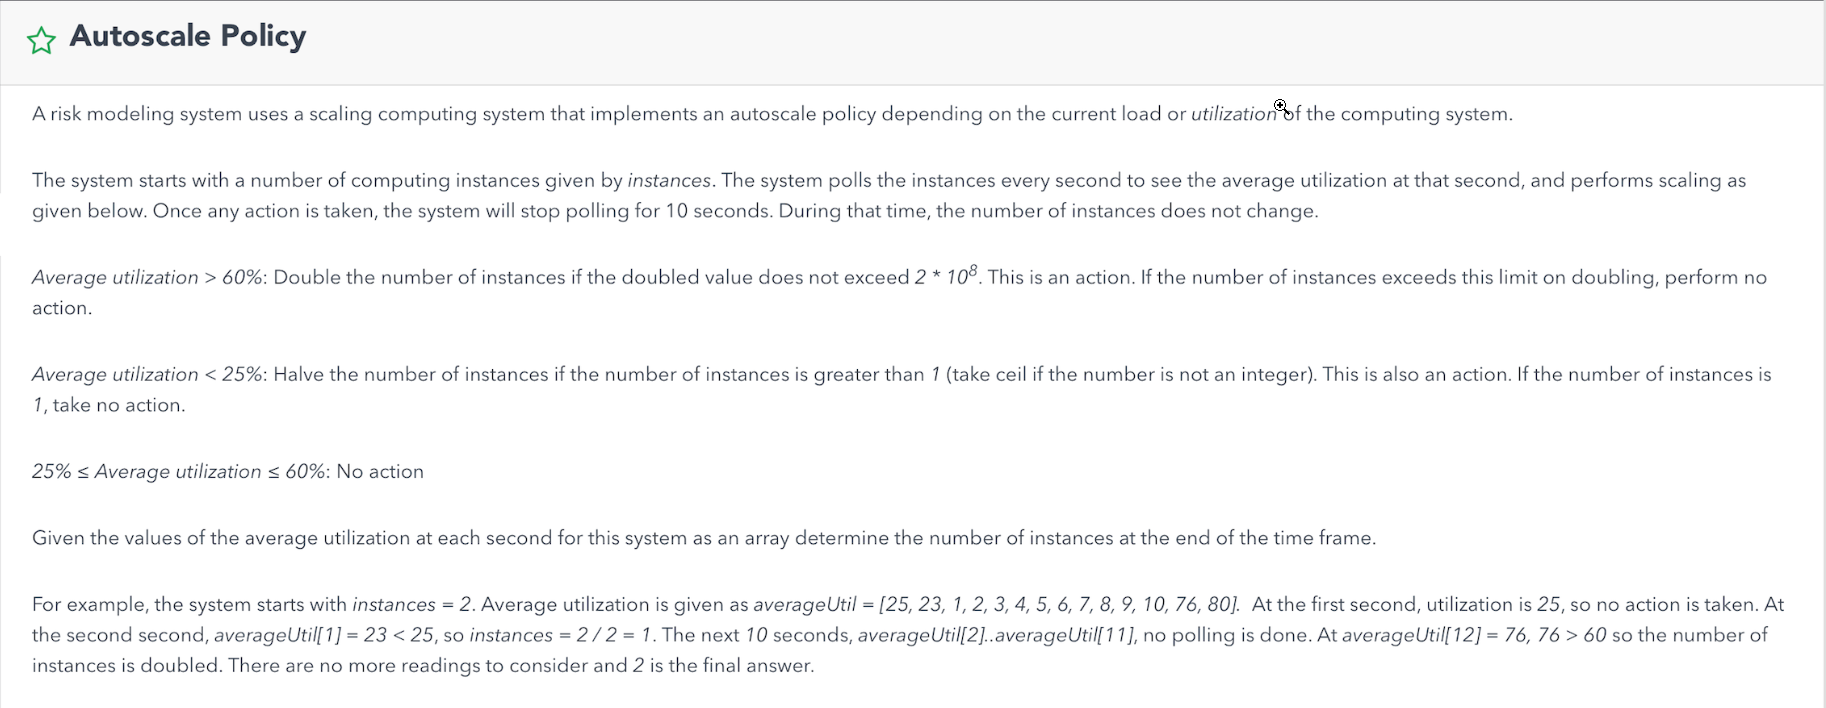 Autoscale Policy
A risk modeling system uses a scaling computing system that implements an autoscale policy depending on the current load or utilization of the computing system.
The system starts with a number of computing instances given by instances. The system polls the instances every second to see the average utilization at that second, and performs scaling as
given below. Once any action is taken, the system will stop polling for 10 seconds. During that time, the number of instances does not change.
Average utilization > 60%: Double the number of instances if the doubled value does not exceed 2 * 10⁸. This is an action. If the number of instances exceeds this limit on doubling, perform no
action.
Average utilization < 25%: Halve the number of instances if the number of instances is greater than 1 (take ceil if the number is not an integer). This is also an action. If the number of instances is
1, take no action.
25% ≤ Average utilization ≤ 60%: No action
Given the values of the average utilization at each second for this system as an array determine the number of instances at the end of the time frame.
For example, the system starts with instances = 2. Average utilization is given as averageUtil = [25, 23, 1, 2, 3, 4, 5, 6, 7, 8, 9, 10, 76, 80]. At the first second, utilization is 25, so no action is taken. At
the second second, averageUtil[1] = 23 < 25, so instances = 2 / 2 = 1. The next 10 seconds, averageUtil[2]..averageUtil[11], no polling is done. At averageUtil[12] = 76, 76 > 60 so the number of
instances is doubled. There are no more readings to consider and 2 is the final answer.